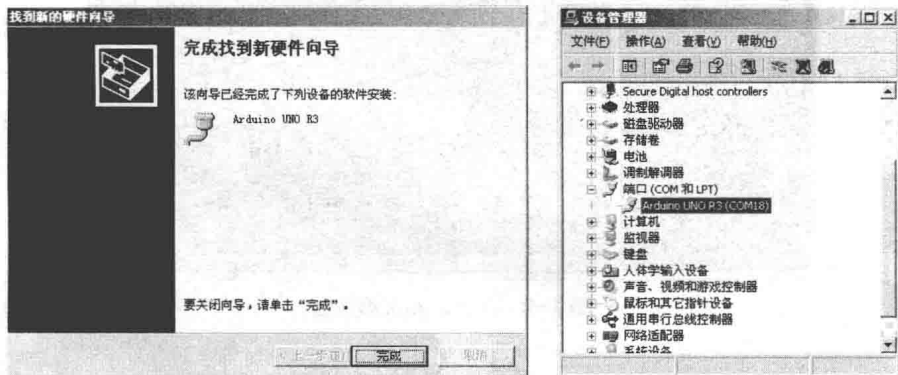 找到新的硬件向导
完成找到新硬件向导
该向导已经完成了下列设备的软件安装:
Arduino UNO R3
要关闭向导，请单击“完成”。
<上一步(B)
完成
取消
设备管理器
文件(F) 操作(A) 查看(V) 帮助(H)
Secure Digital host controllers
处理器
磁盘驱动器
存储卷
电池
调制解调器
端口 (COM 和 LPT)
Arduino UNO R3 (COM18)
计算机
监视器
键盘
人体学输入设备
声音、视频和游戏控制器
鼠标和其它指针设备
通用串行总线控制器
网络适配器
系统设备